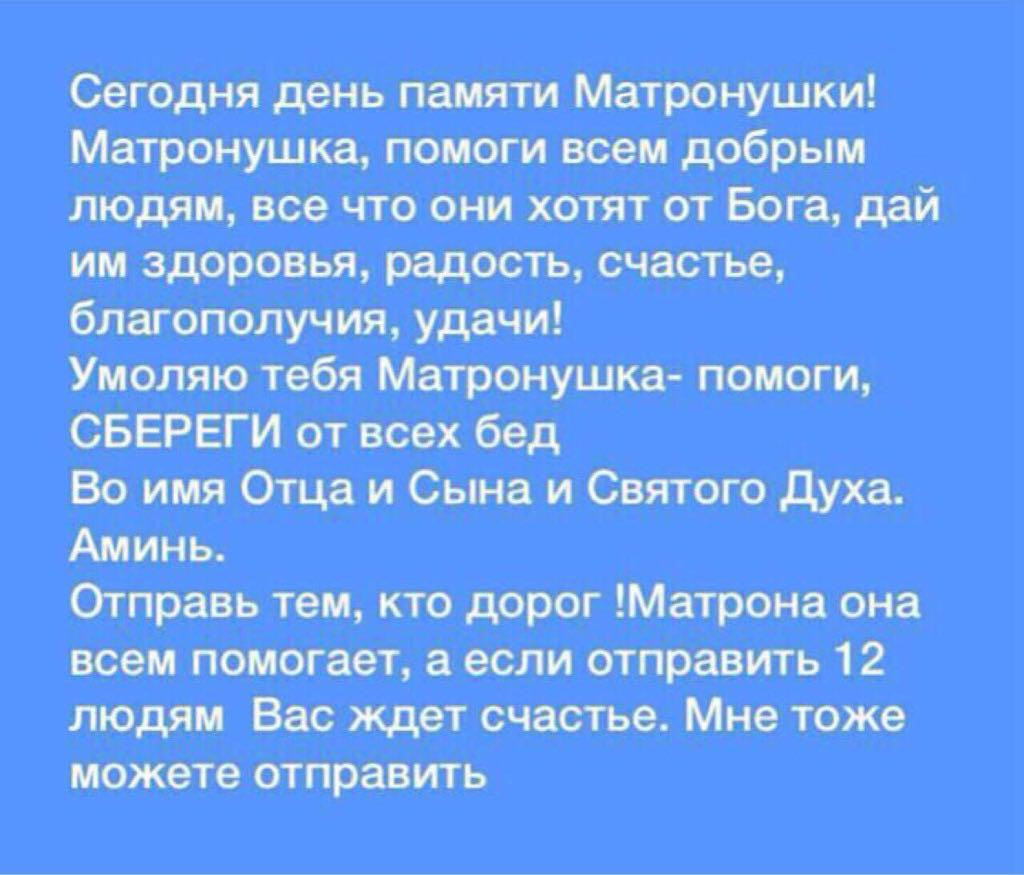 Сегодня день памяти Матронушки!
Матронушка, помоги всем добрым
людям, все что они хотят от Бога, дай
им здоровья, радость, счастье,
благополучия, удачи!
Умоляю тебя Матронушка- помоги,
СБЕРЕГИ от всех бед
Во имя Отца и Сына и Святого Духа.
Аминь.
Отправь тем, кто дорог !Матрона она
всем помогает, а если отправить 12
людям  Вас ждет счастье. Мне тоже
можете отправить